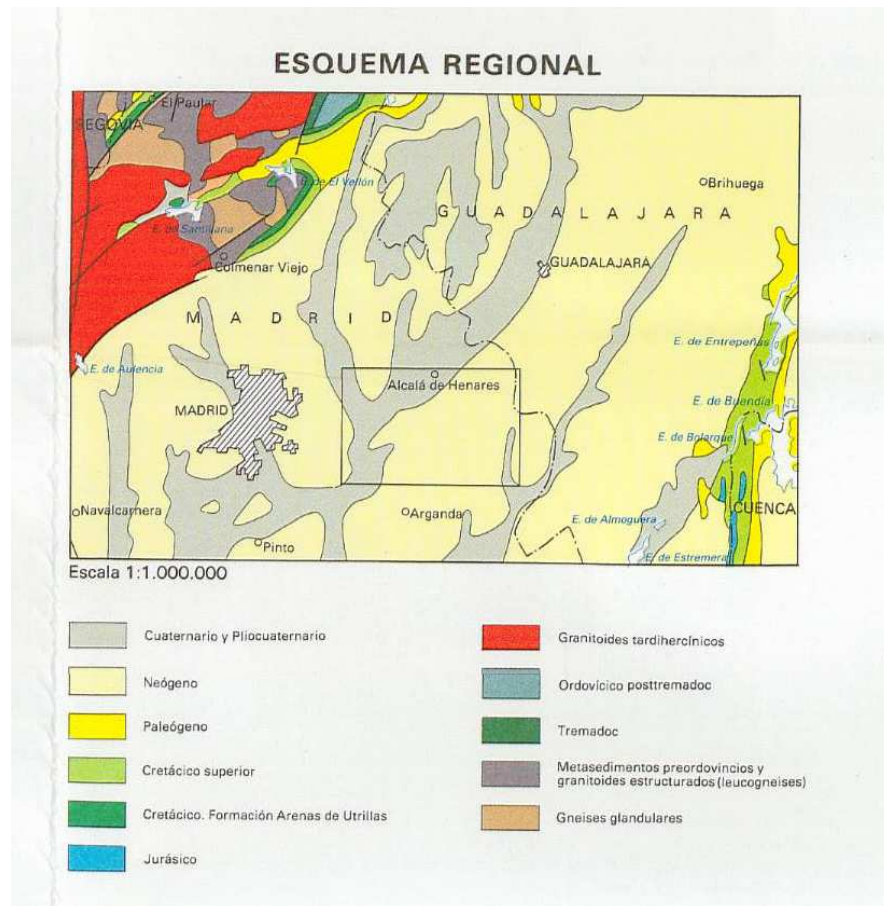 ESQUEMA REGIONAL
El Paular
SEGOVIA
E. de El Vellón
Brihuega
G U A D A L A J A R A
E. de Santillana
GUADALAJARA
Colmenar Viejo
M A D R I D
E. de Entrepeñas
E. de Aulencia
Alcalá de Henares
E. de Buendía
MADRID
E. de Bolarque
CUENCA
Navalcarnera
Arganda
E. de Almoguera
Pinto
E. de Estremera
Escala 1:1.000.000
Cuaternario y Pliocuaternario
Neógeno
Paleógeno
Cretácico superior
Cretácico. Formación Arenas de Utrillas
Jurásico
Granitoides tardihercínicos
Ordovícico posttremadoc
Tremadoc
Metasedimentos preordovincios y
granitoides estructurados (leucogneises)
Gneises glandulares